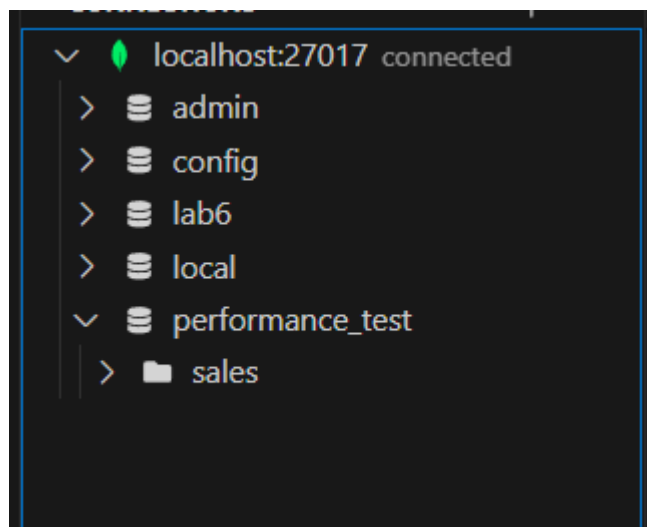 localhost:27017 connected
admin
config
lab6
local
performance_test
sales